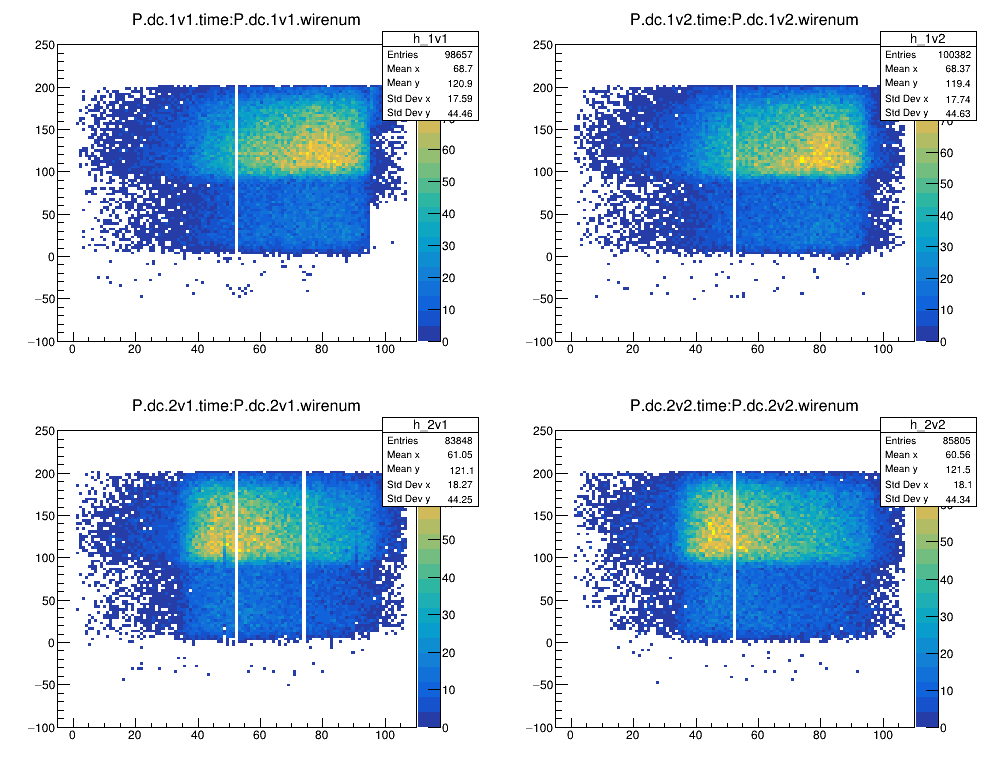 P.dc.1v1.time:P.dc.1v1.wirenum
h_1v1
Entries 98657
Mean x 68.7
Mean y 120.9
Std Dev x 17.59
Std Dev y 44.46
250
200
150
100
50
0
−50
−100
0 20 40 60 80 100
60
50
40
30
20
10
0
P.dc.1v2.time:P.dc.1v2.wirenum
h_1v2
Entries 100382
Mean x 68.37
Mean y 119.4
Std Dev x 17.74
Std Dev y 44.63
250
200
150
100
50
0
−50
−100
0 20 40 60 80 100
70
60
50
40
30
20
10
0
P.dc.2v1.time:P.dc.2v1.wirenum
h_2v1
Entries 83848
Mean x 61.05
Mean y 121.1
Std Dev x 18.27
Std Dev y 44.25
250
200
150
100
50
0
−50
−100
0 20 40 60 80 100
50
40
30
20
10
0
P.dc.2v2.time:P.dc.2v2.wirenum
h_2v2
Entries 85805
Mean x 60.56
Mean y 121.5
Std Dev x 18.1
Std Dev y 44.34
250
200
150
100
50
0
−50
−100
0 20 40 60 80 100
50
40
30
20
10
0